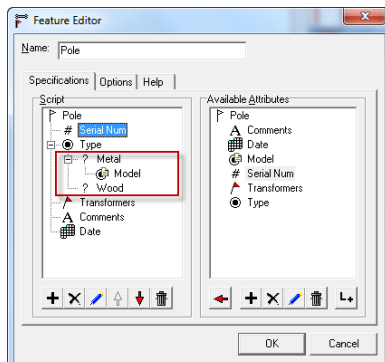 Feature Editor
Name: Pole
Specifications Options Help
Script
Pole
# Serial Num
Type
? Metal
Model
? Wood
Transformers
A Comments
Date
Available Attributes
Pole
A Comments
Date
Model
# Serial Num
Transformers
Type
OK Cancel